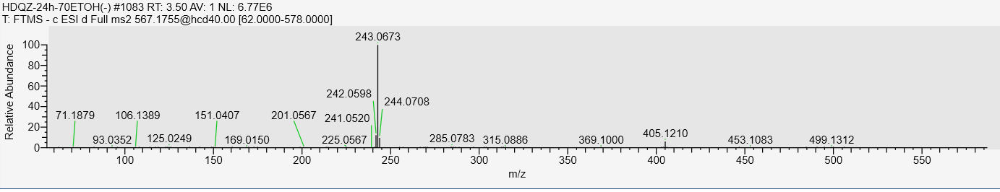 HDQZ-24h-70ETOH(-) #1083 RT: 3.50 AV: 1 NL: 6.77E6
T: FTMS - c ESI d Full ms2 567.1755@hcd40.00 [62.0000-578.0000]
243.0673
100
80
60
40
20
0
Relative Abundance
242.0598
244.0708
71.1879 106.1389 151.0407 201.0567 241.0520
93.0352 125.0249 169.0150 225.0567 285.0783 315.0886 369.1000 405.1210 453.1083 499.1312
100 150 200 250 300 350 400 450 500 550
m/z